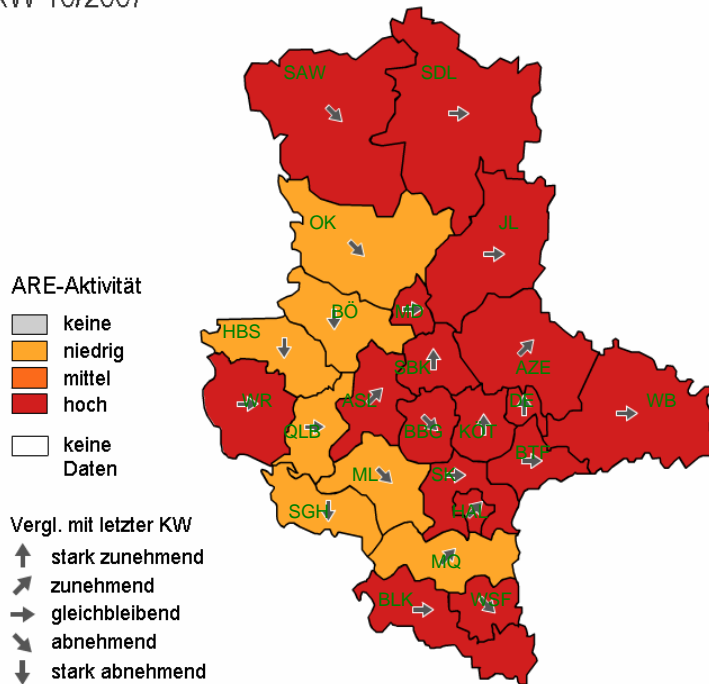 KW 10/2007
SAW
SDL
OK
JL
ARE-Aktivität
keine
niedrig
mittel
hoch
keine
Daten
BÖ
MD
HBS
SBK
AZE
WR
ASL
DE
WB
QLB
BBG
KÖT
BTF
ML
SK
SGH
HAL
MQ
BLK
WSF
Vergl. mit letzter KW
stark zunehmend
zunehmend
gleichbleibend
abnehmend
stark abnehmend